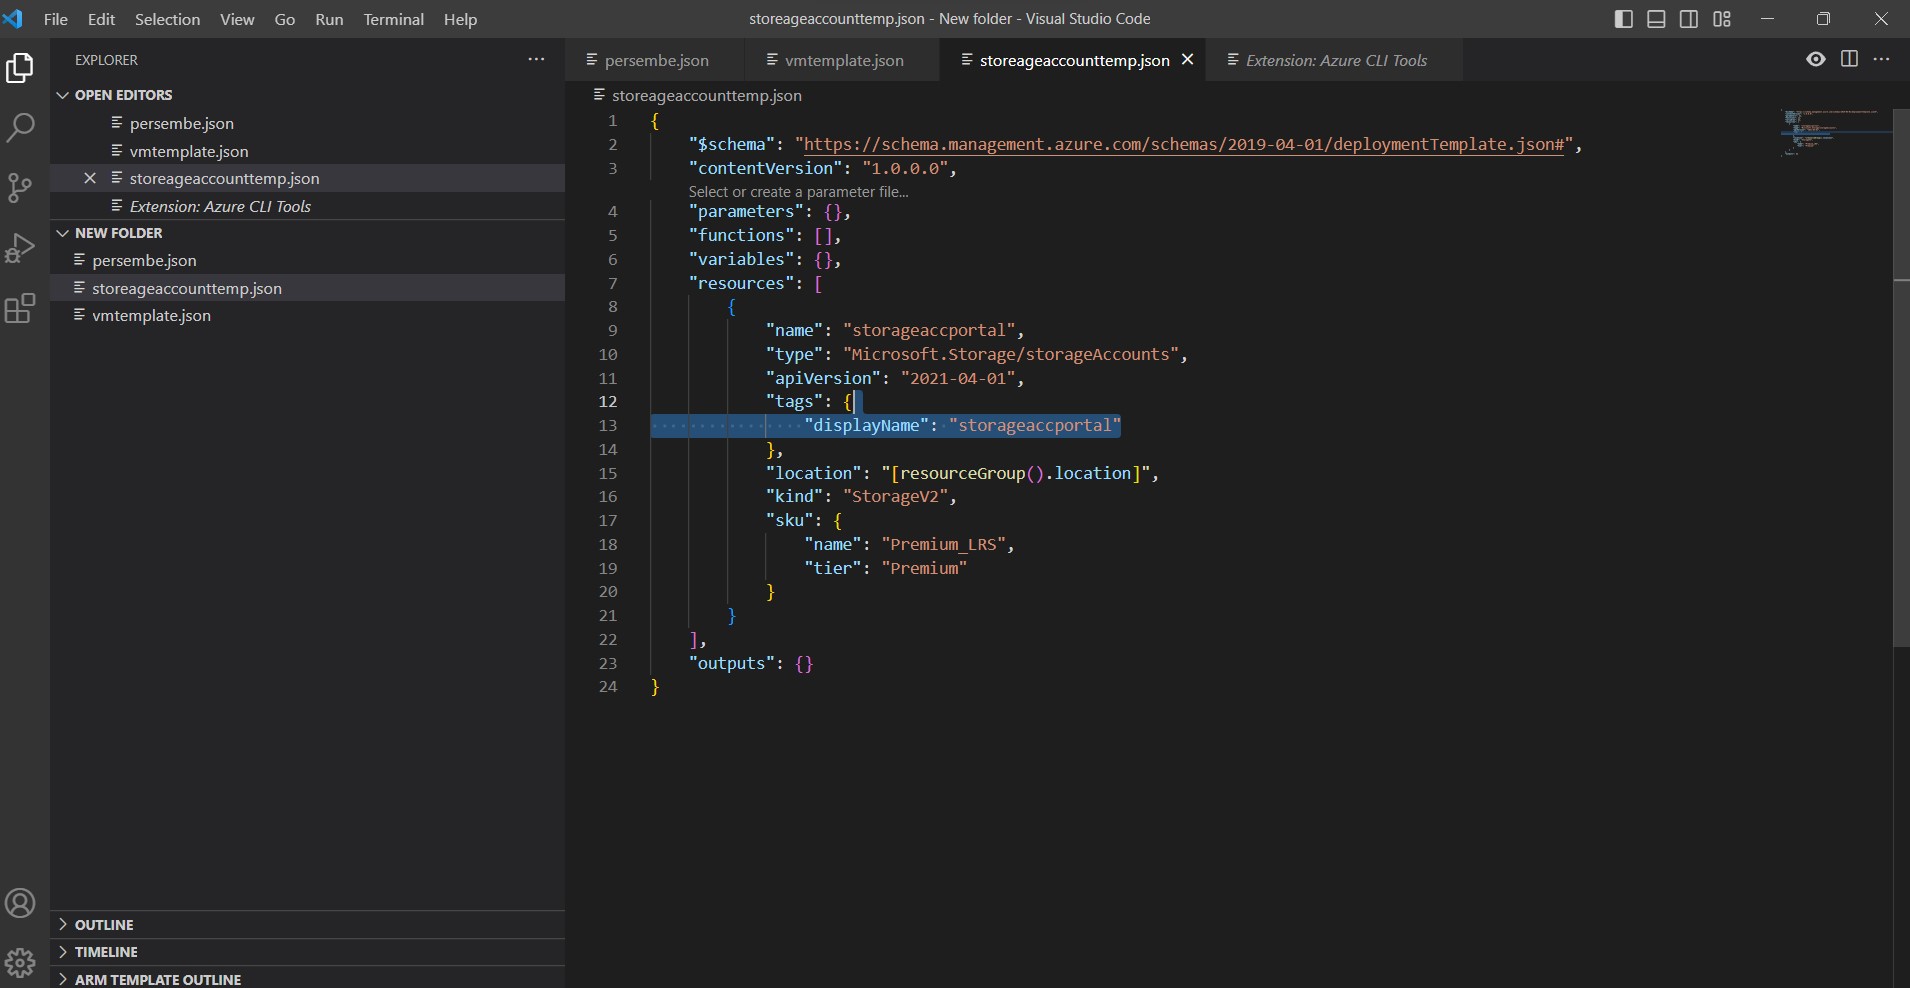 File Edit Selection View Go Run Terminal Help
storeageaccounttemp.json - New folder - Visual Studio Code
EXPLORER
OPEN EDITORS
persembe.json
vmtemplate.json
storeageaccounttemp.json
Extension: Azure CLI Tools
NEW FOLDER
persembe.json
storeageaccounttemp.json
vmtemplate.json
OUTLINE
TIMELINE
ARM TEMPLATE OUTLINE
persembe.json
vmtemplate.json
storeageaccounttemp.json
Extension: Azure CLI Tools
storeageaccounttemp.json
1 {
2 "$schema": "https://schema.management.azure.com/schemas/2019-04-01/deploymentTemplate.json#",
3 "contentVersion": "1.0.0.0",
Select or create a parameter file...
4 "parameters": {},
5 "functions": [],
6 "variables": {},
7 "resources": [
8 {
9 "name": "storageaccportal",
10 "type": "Microsoft.Storage/storageAccounts",
11 "apiVersion": "2021-04-01",
12 "tags": {
13 "displayName": "storageaccportal"
14 },
15 "location": "[resourceGroup().location]",
16 "kind": "StorageV2",
17 "sku": {
18 "name": "Premium_LRS",
19 "tier": "Premium"
20 }
21 }
22 ],
23 "outputs": {}
24 }